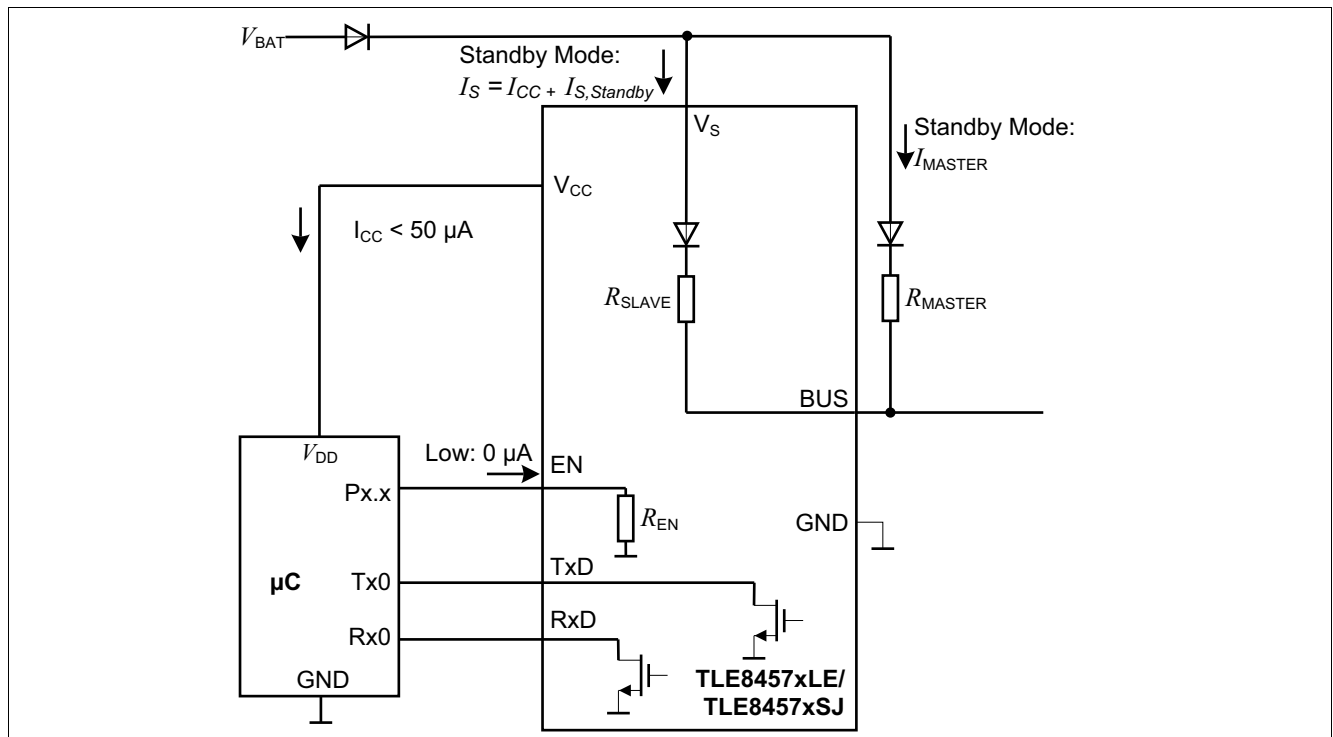 VBAT
Standby Mode:
IS = ICC + IS,Standby
VS
Standby Mode:
IMASTER
VCC
ICC < 50 µA
RSLAVE
RMASTER
BUS
VDD
Low: 0 µA
EN
Px.x
REN
GND
µC
Tx0
TxD
Rx0
RxD
GND
TLE8457xLE/
TLE8457xSJ